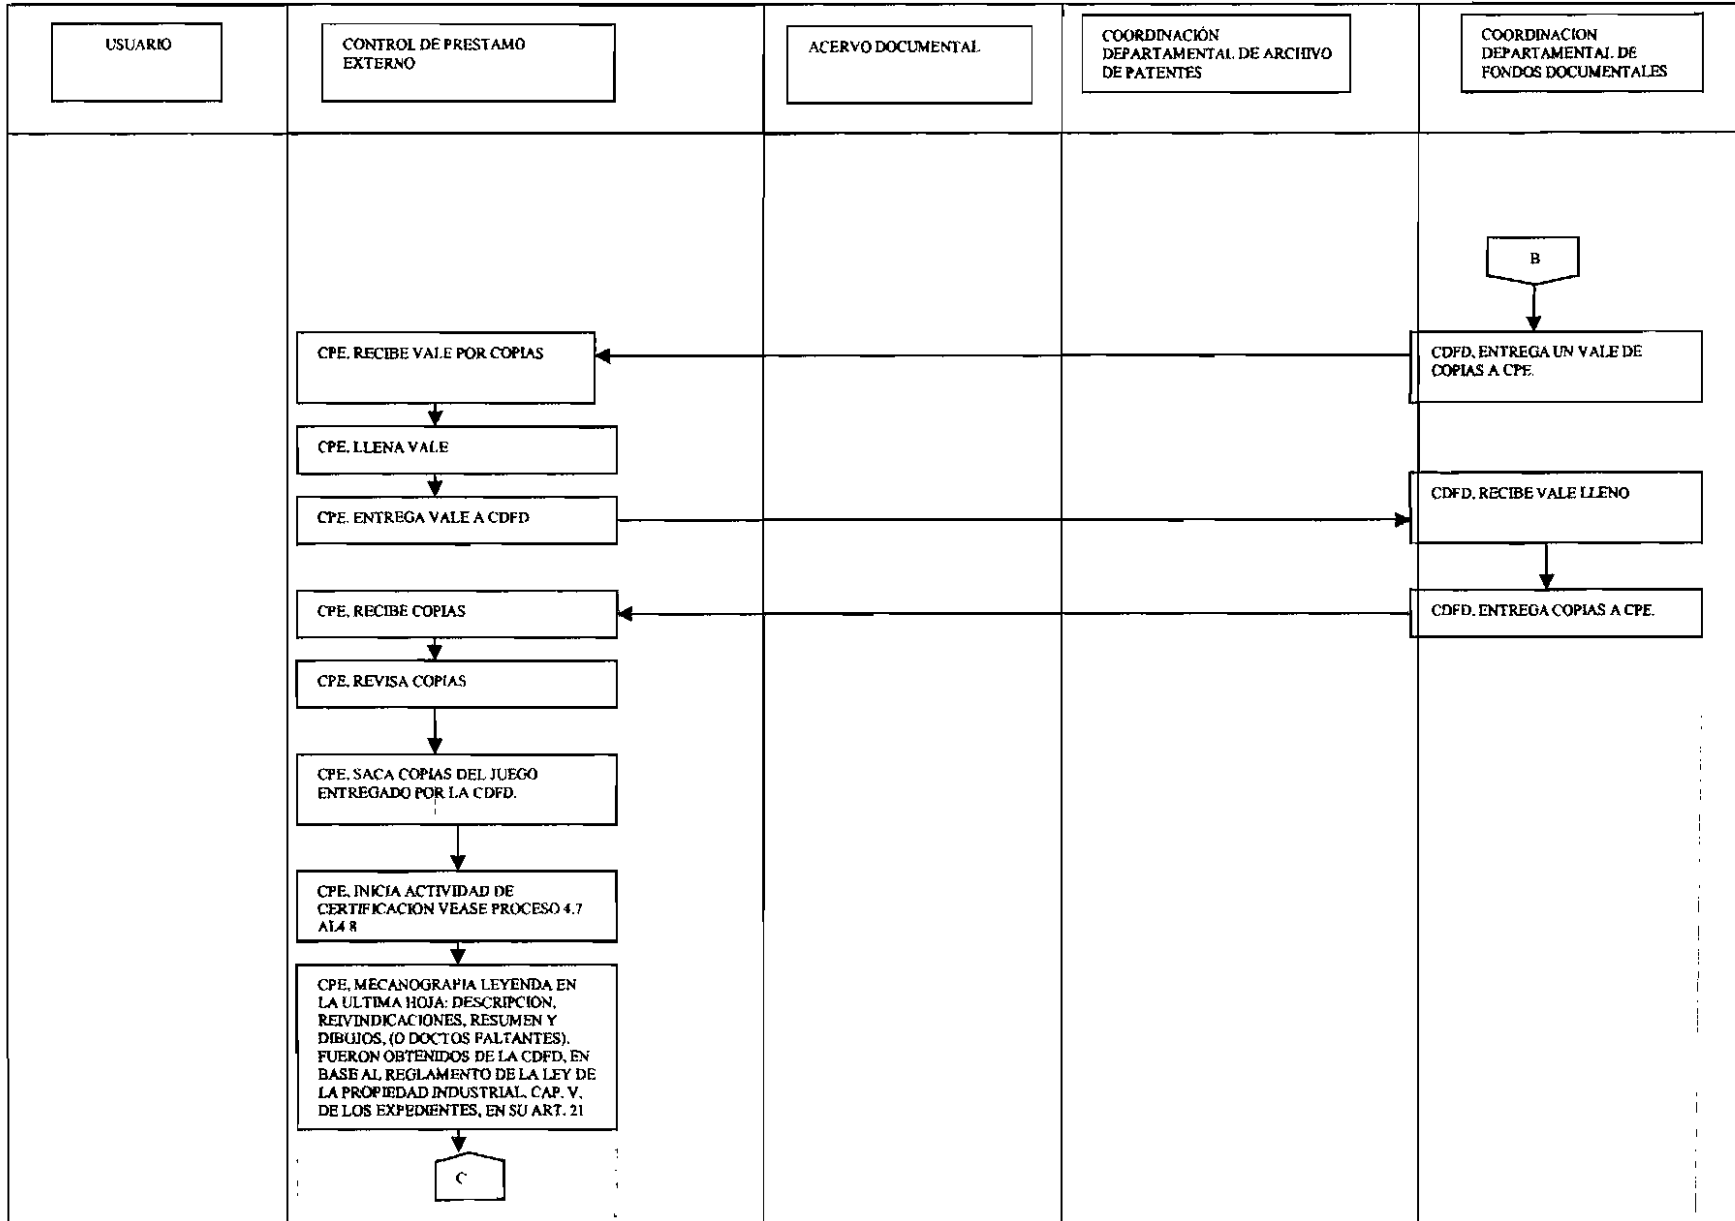 USUARIO
CONTROL DE PRESTAMO
EXTERNO
ACERVO DOCUMENTAL
COORDINACIÓN
DEPARTAMENTAL DE ARCHIVO
DE PATENTES
COORDINACION
DEPARTAMENTAL DE
FONDOS DOCUMENTALES
B
CPE, RECIBE VALE POR COPIAS
CDFD, ENTREGA UN VALE DE
COPIAS A CPE.
CPE, LLENA VALE
CPE, ENTREGA VALE A CDFD
CDFD, RECIBE VALE LLENO
CPE, RECIBE COPIAS
CDFD, ENTREGA COPIAS A CPE.
CPE, REVISA COPIAS
CPE, SACA COPIAS DEL JUEGO
ENTREGADO POR LA CDFD.
CPE, INICIA ACTIVIDAD DE
CERTIFICACION VEASE PROCESO 4.7
AL4 8
CPE, MECANOGRAFIA LEYENDA EN
LA ULTIMA HOJA: DESCRIPCION,
REIVINDICACIONES, RESUMEN Y
DIBUJOS, (O DOCTOS FALTANTES).
FUERON OBTENIDOS DE LA CDFD, EN
BASE AL REGLAMENTO DE LA LEY DE
LA PROPIEDAD INDUSTRIAL. CAP. V,
DE LOS EXPEDIENTES, EN SU ART. 21
C